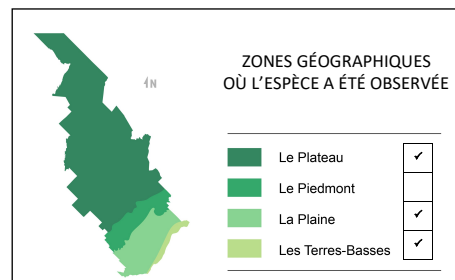 ZONES GÉOGRAPHIQUES
OÙ L'ESPÈCE A ÉTÉ OBSERVÉE
N
Le Plateau ✓
Le Piedmont
La Plaine ✓
Les Terres-Basses ✓